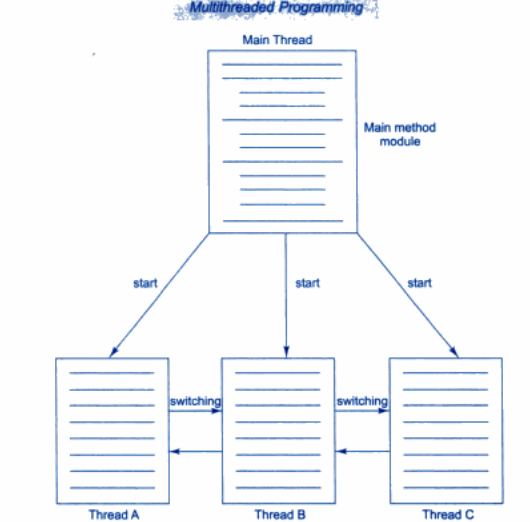 Multithreaded Programming
Main Thread
Main method
module
start
start
start
switching
switching
Thread A
Thread B
Thread C